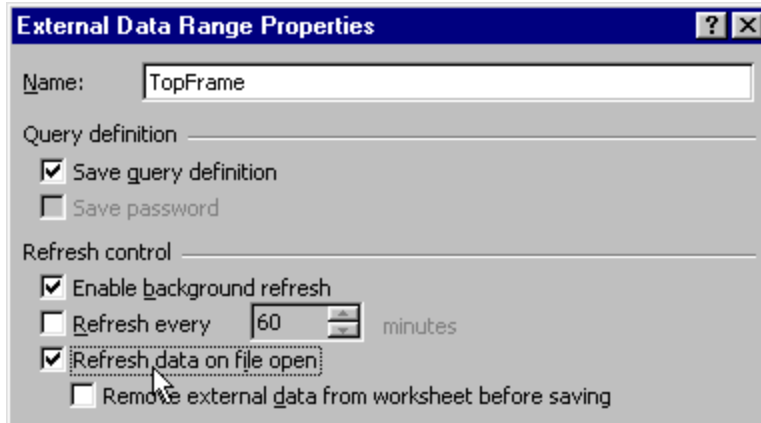 External Data Range Properties ? X
Name: TopFrame
Query definition
Save query definition
Save password
Refresh control
Enable background refresh
Refresh every 60 minutes
Refresh data on file open
Remove external data from worksheet before saving